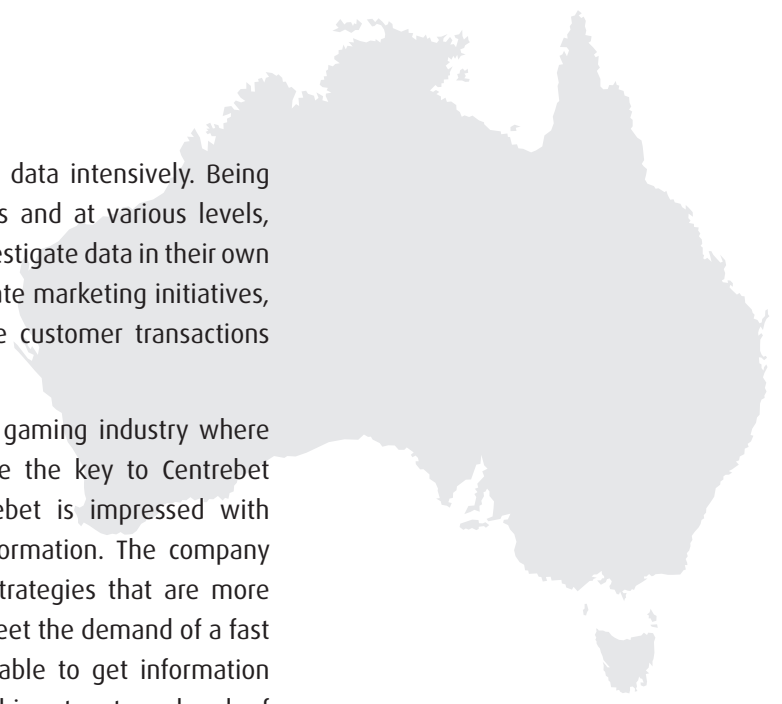 data intensively. Being
s and at various levels,
estigate data in their own
ate marketing initiatives,
e customer transactions
gaming industry where
e the key to Centrebet
ebet is impressed with
ormation. The company
trategies that are more
eet the demand of a fast
able to get information